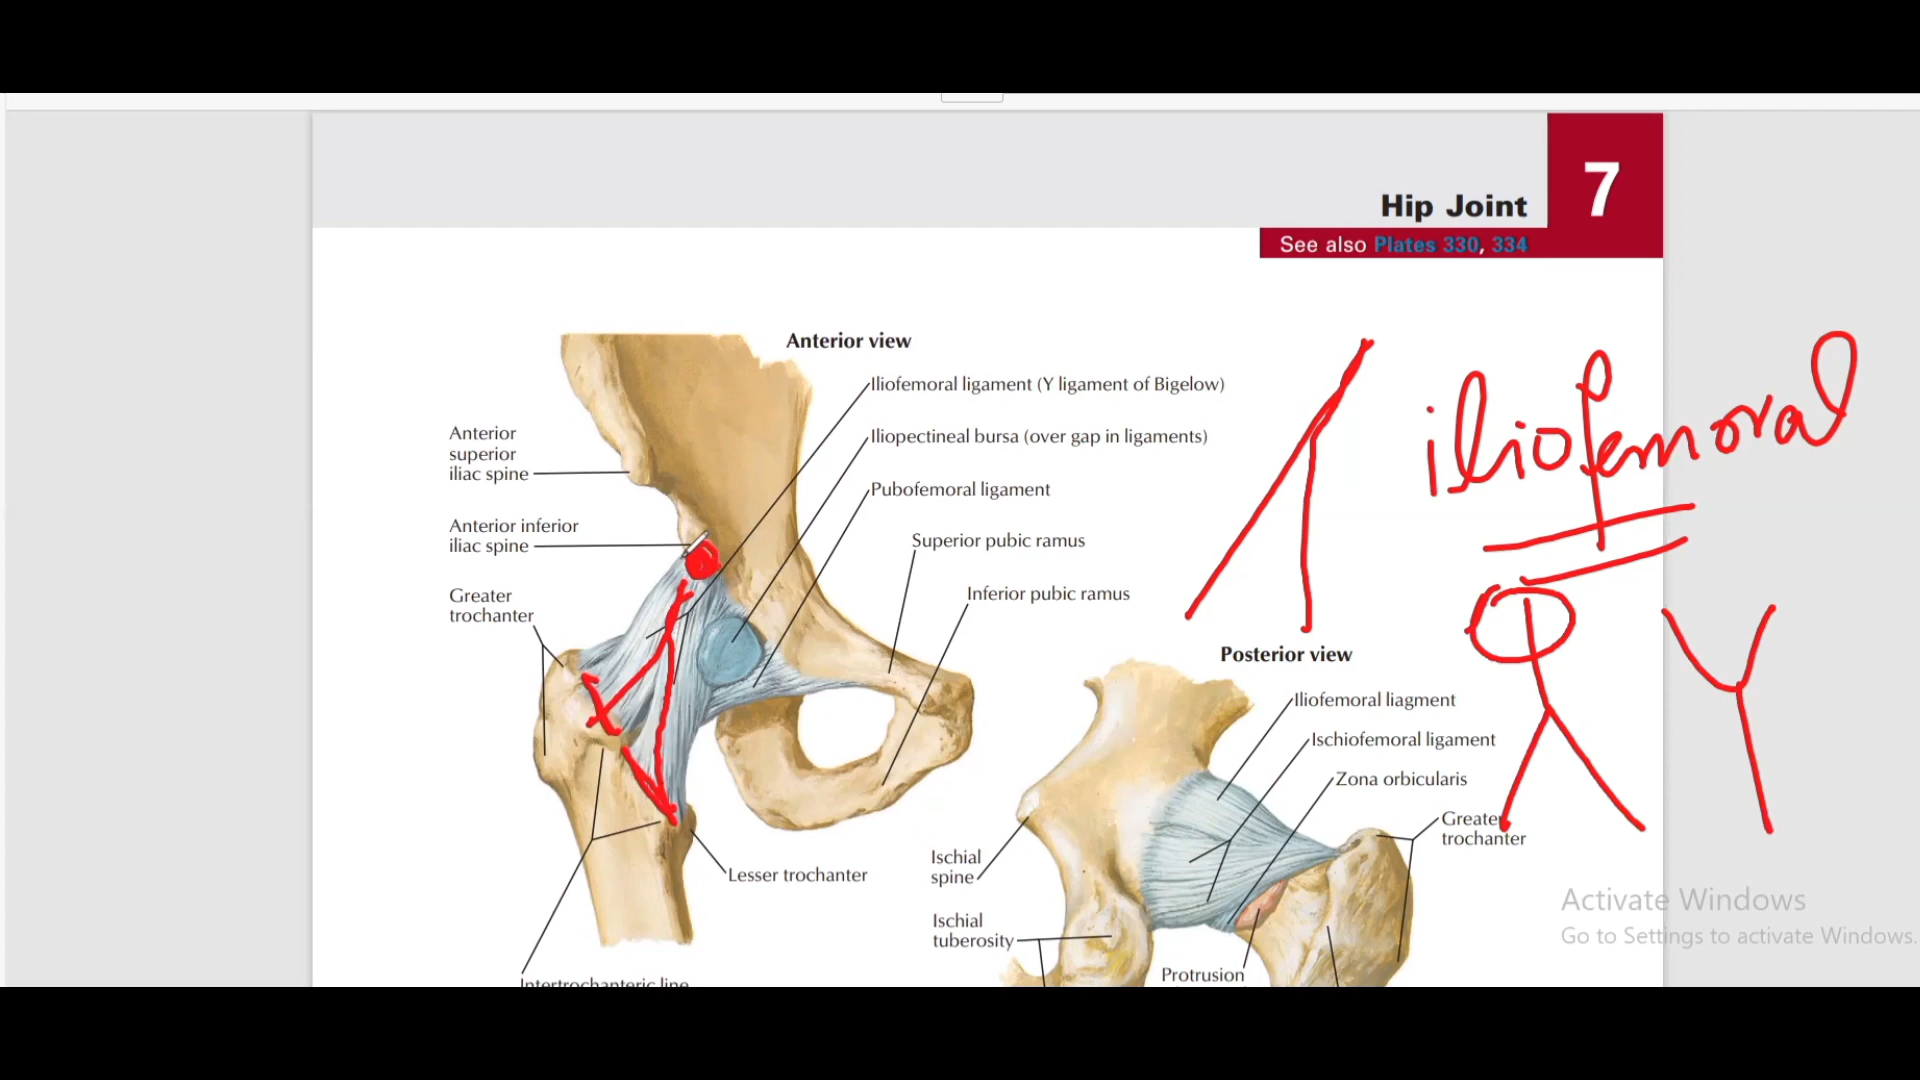 7
Hip Joint
See also Plates 330, 334
Anterior view
Iliofemoral ligament (Y ligament of Bigelow)
Iliopectineal bursa (over gap in ligaments)
Pubofemoral ligament
Superior pubic ramus
Inferior pubic ramus
Anterior
superior
iliac spine
Anterior inferior
iliac spine
Greater
trochanter
Lesser trochanter
Intertrochanteric line
iliofemoral
Y
Posterior view
Iliofemoral liagment
Ischiofemoral ligament
Zona orbicularis
Greater
trochanter
Ischial
spine
Ischial
tuberosity
Protrusion
Activate Windows
Go to Settings to activate Windows.